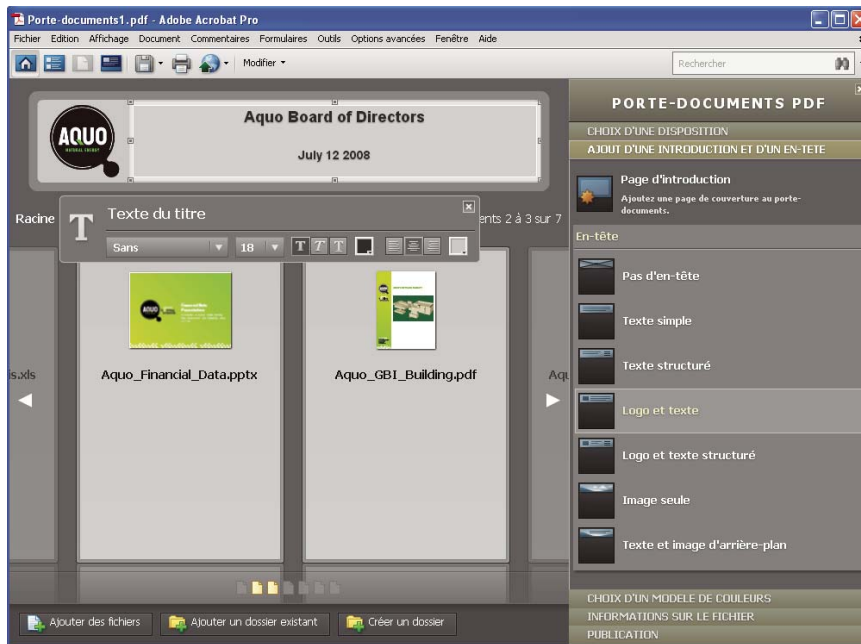 Porte-documents1.pdf - Adobe Acrobat Pro
Fichier Edition Affichage Document Commentaires Formulaires Outils Options avancées Fenêtre Aide
Modifier
Rechercher
AQUO
NATURAL ENERGY
Aquo Board of Directors
July 12 2008
Racine
T Texte du titre
ents 2 à 3 sur 7
Sans 18 T T T
AQUO
is.xls
Aquo_Financial_Data.pptx
Aquo_GBI_Building.pdf
Aqu
Ajouter des fichiers
Ajouter un dossier existant
Créer un dossier
PORTE-DOCUMENTS PDF
CHOIX D'UNE DISPOSITION
AJOUT D'UNE INTRODUCTION ET D'UN EN-TETE
Page d'introduction
Ajoutez une page de couverture au porte-
documents.
En-tête
Pas d'en-tête
Texte simple
Texte structuré
Logo et texte
Logo et texte structuré
Image seule
Texte et image d'arrière-plan
CHOIX D'UN MODELE DE COULEURS
INFORMATIONS SUR LE FICHIER
PUBLICATION